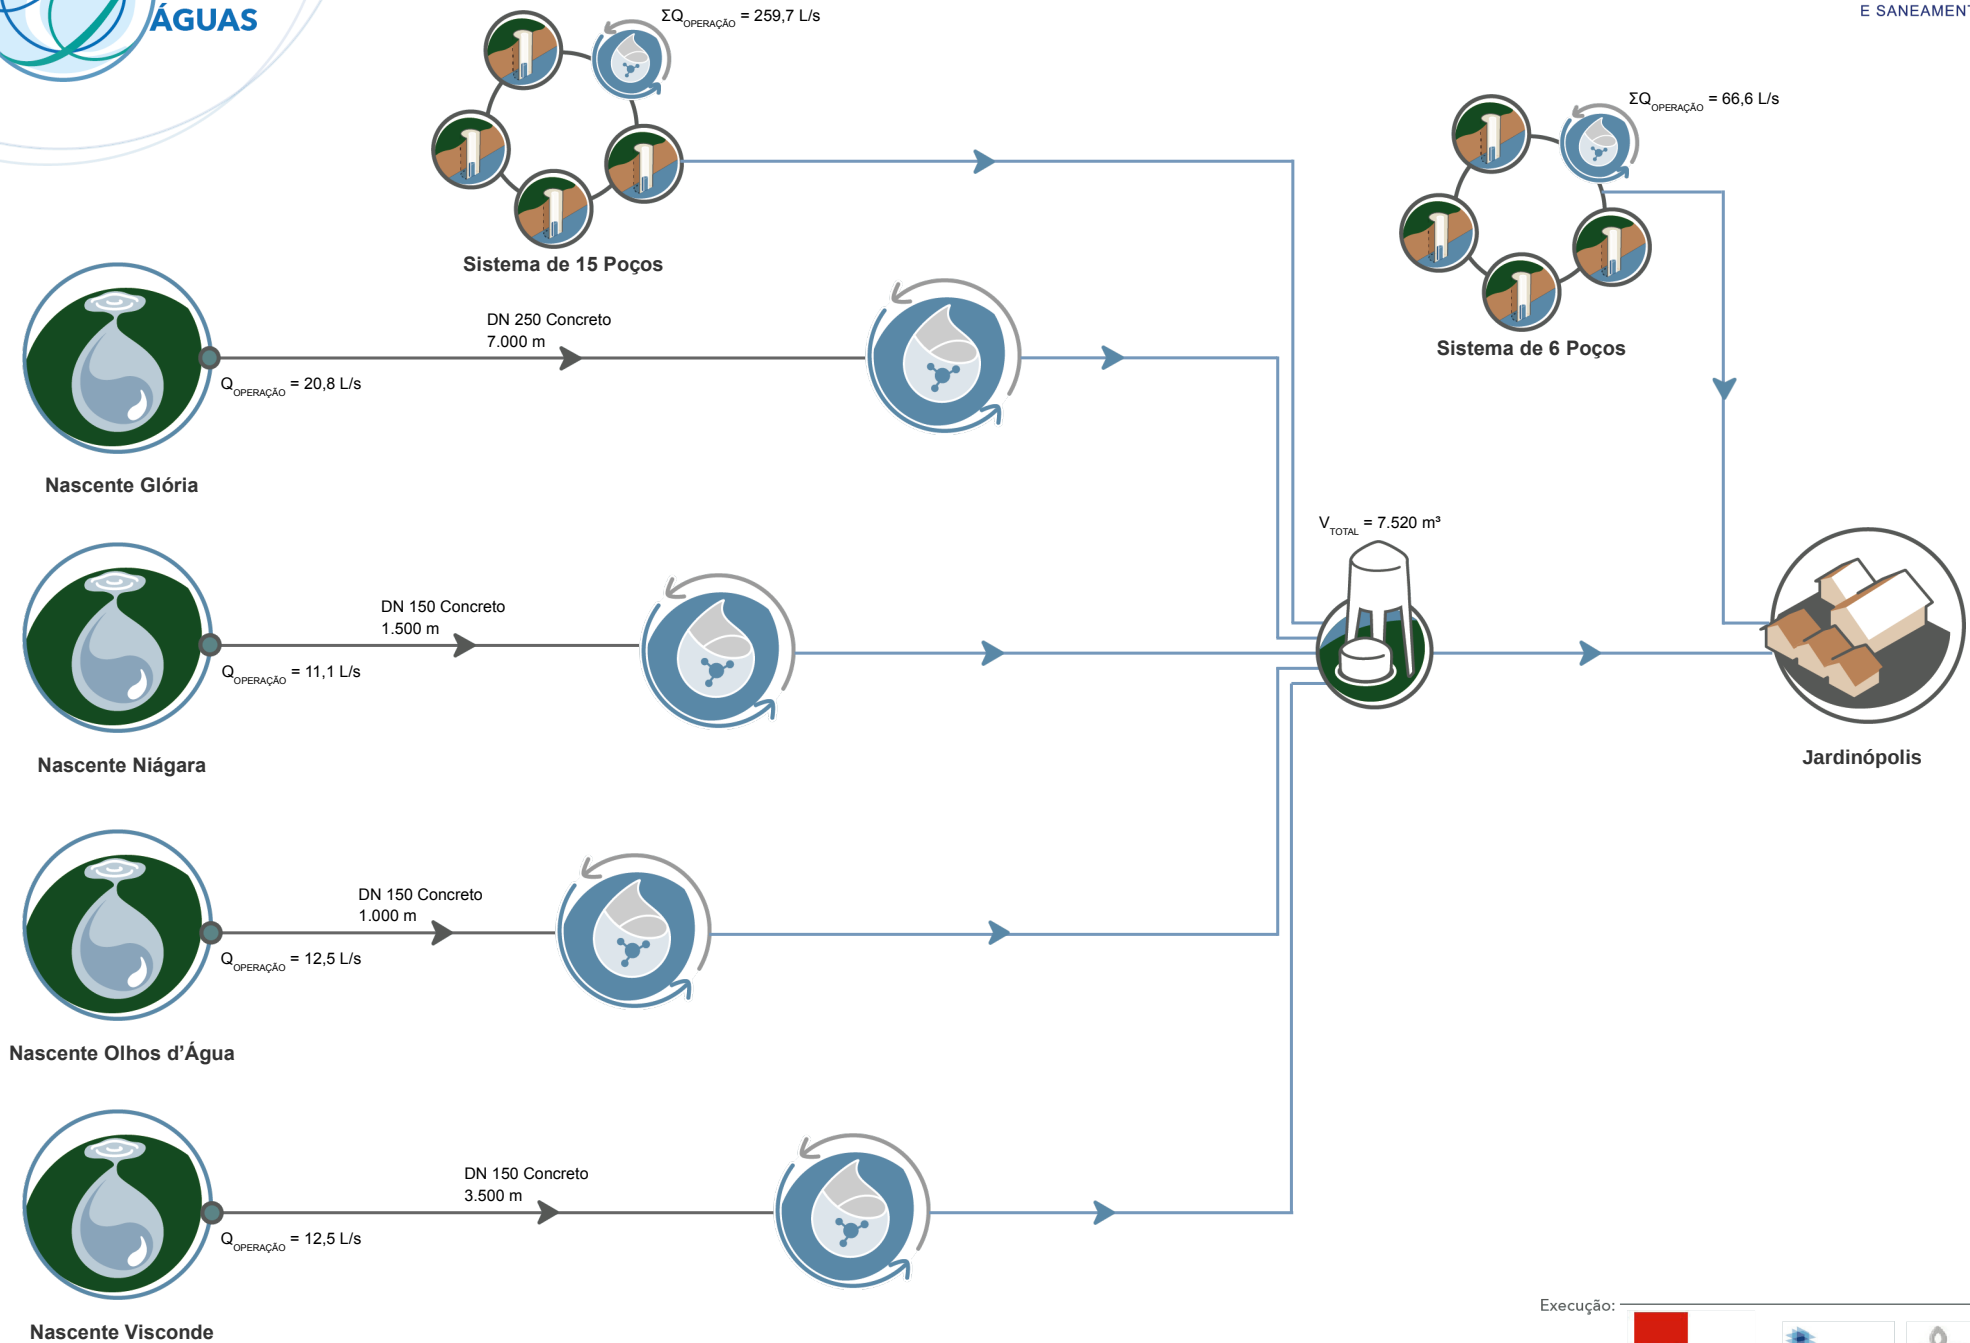 ÁGUAS
E SANEAMENT
ΣQOPERAÇÃO = 259,7 L/s
ΣQOPERAÇÃO = 66,6 L/s
Sistema de 15 Poços
Sistema de 6 Poços
DN 250 Concreto
7.000 m
QOPERAÇÃO = 20,8 L/s
Nascente Glória
VTOTAL = 7.520 m³
DN 150 Concreto
1.500 m
QOPERAÇÃO = 11,1 L/s
Nascente Niágara
Jardinópolis
DN 150 Concreto
1.000 m
QOPERAÇÃO = 12,5 L/s
Nascente Olhos d’Água
DN 150 Concreto
3.500 m
QOPERAÇÃO = 12,5 L/s
Nascente Visconde
Execução: